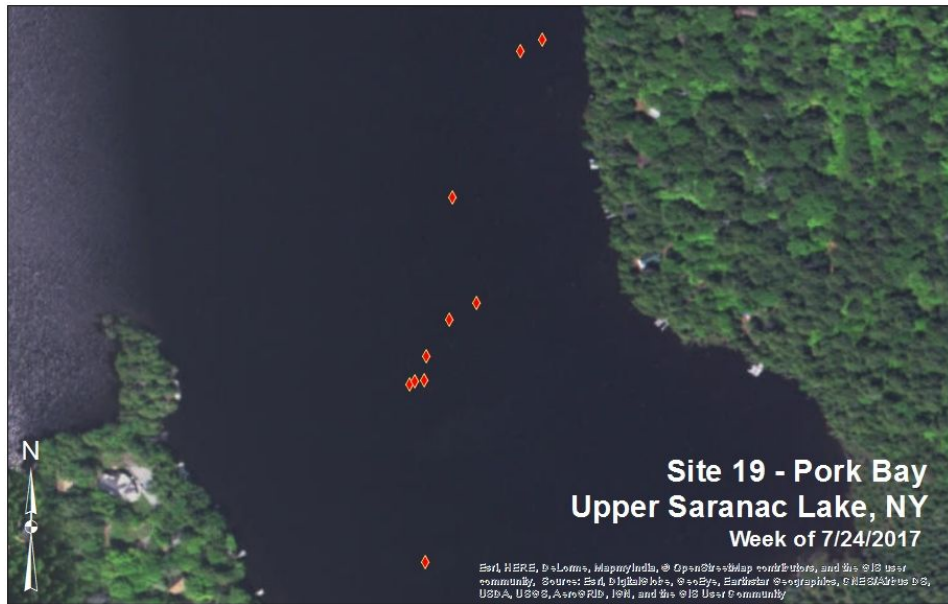 N
Site 19 - Pork Bay
Upper Saranac Lake, NY
Week of 7/24/2017
Esri, HERE, DeLorme, MapmyIndia, © OpenStreetMap contributors, and the GIS user
community, Source: Esri, DigitalGlobe, GeoEye, Earthstar Geographics, CNES/Airbus DS,
USDA, USGS, AeroGRID, IGN, and the GIS User Community